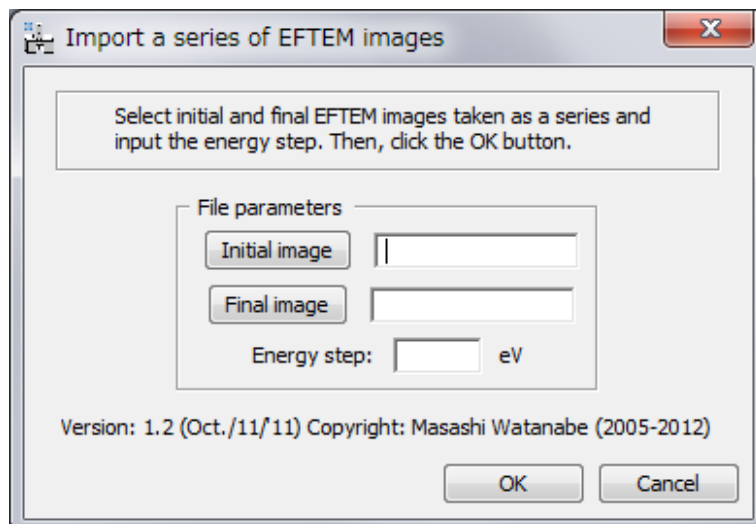 Import a series of EFTEM images
Select initial and final EFTEM images taken as a series and
input the energy step. Then, click the OK button.
File parameters
Initial image
Final image
Energy step: eV
Version: 1.2 (Oct./11/'11) Copyright: Masashi Watanabe (2005-2012)
OK Cancel